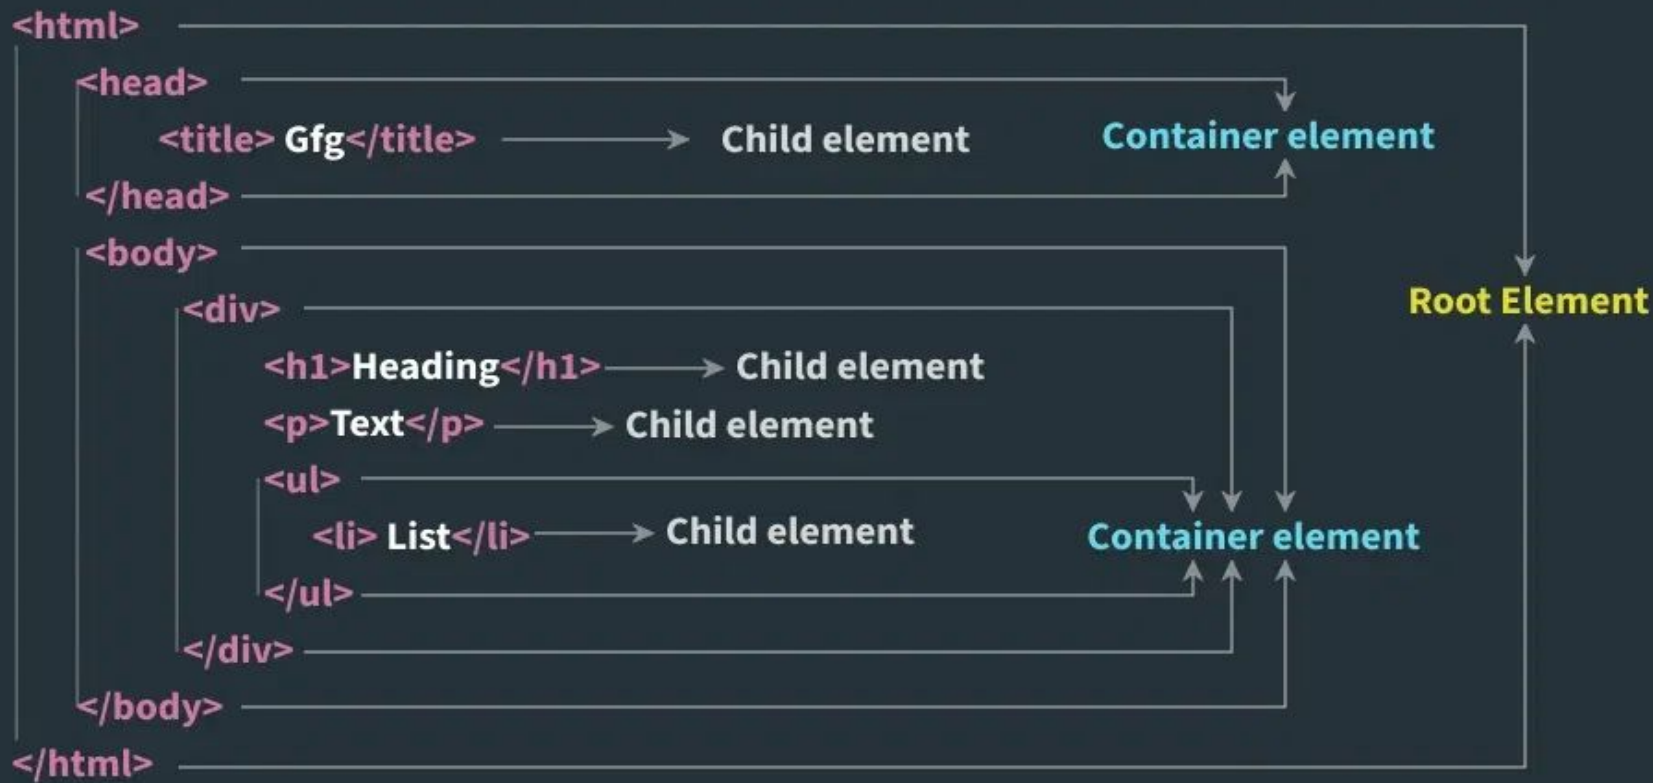 <html>
<head>
<title> Gfg</title> Child element Container element
</head>
<body>
<div> Root Element
<h1>Heading</h1> Child element
<p>Text</p> Child element
<ul>
<li> List</li> Child element Container element
</ul>
</div>
</body>
</html>